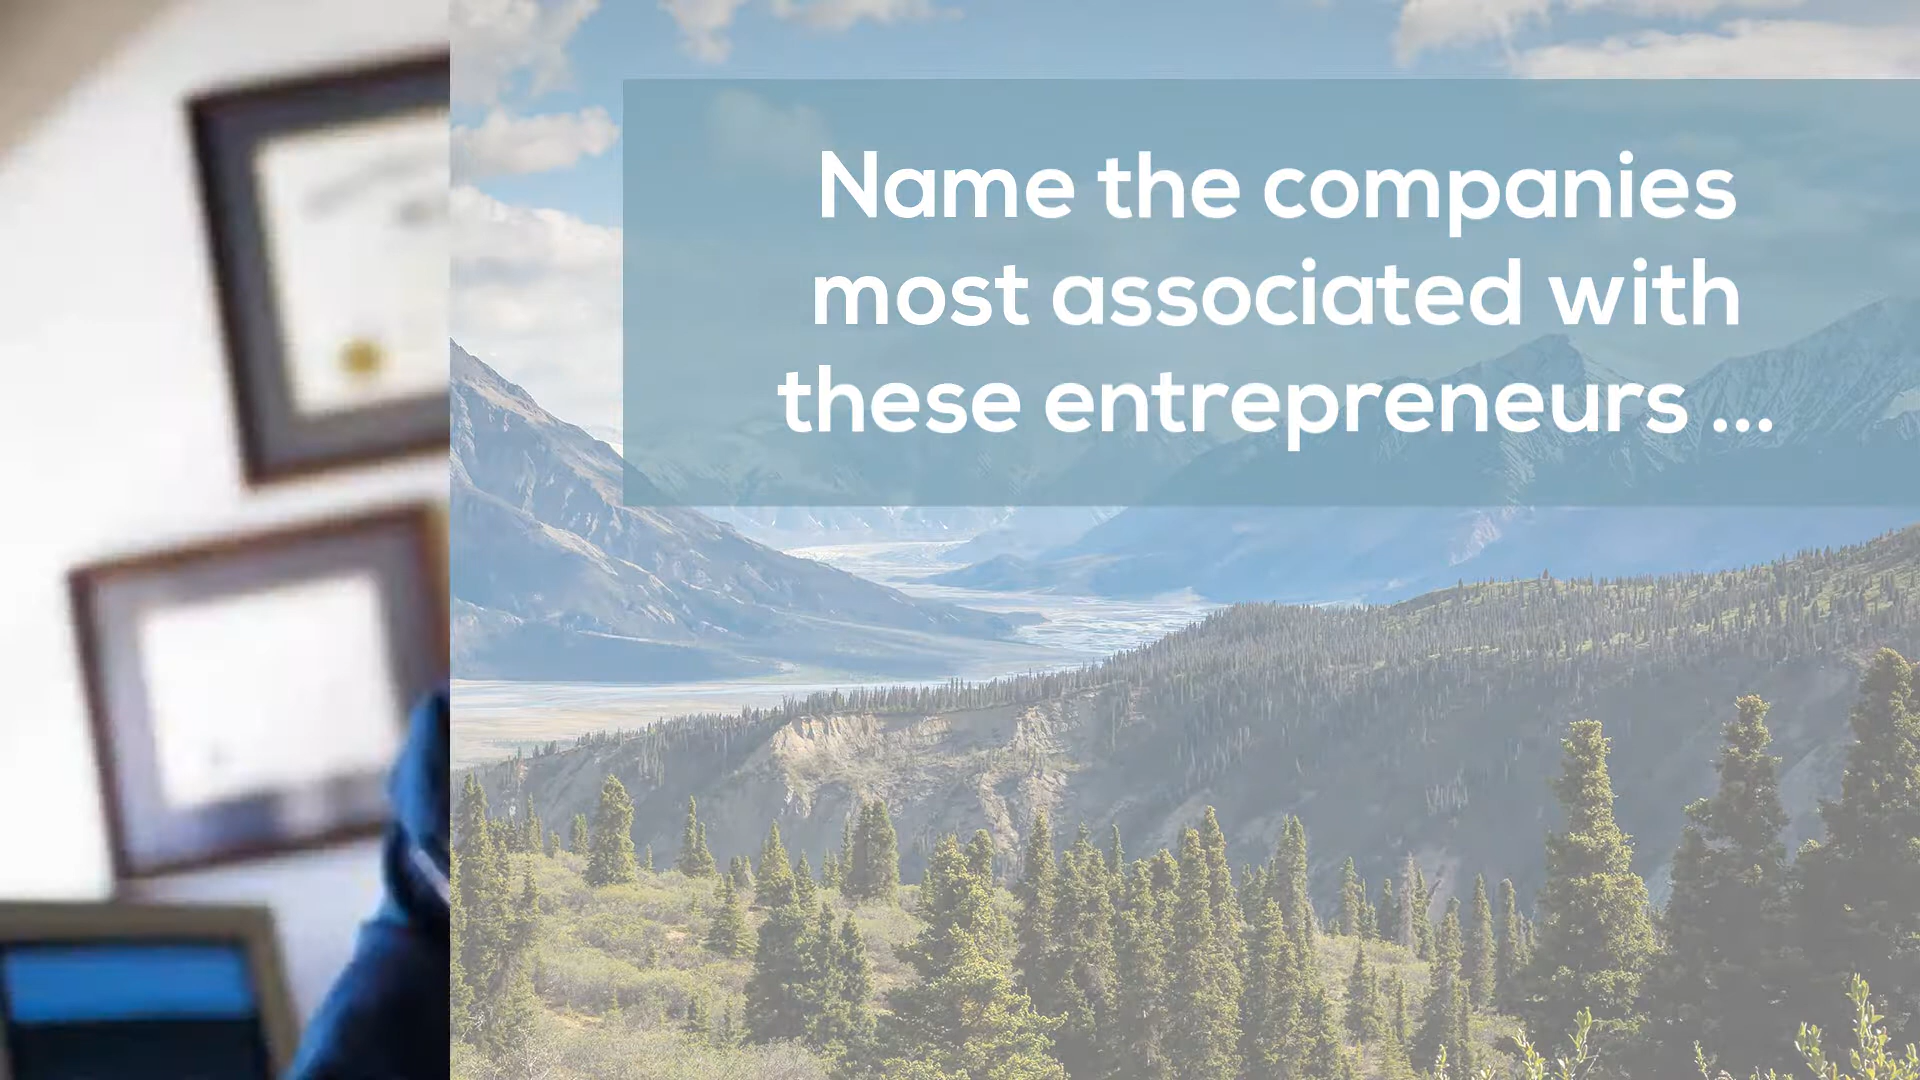 Name the companies
most associated with
these entrepreneurs ...